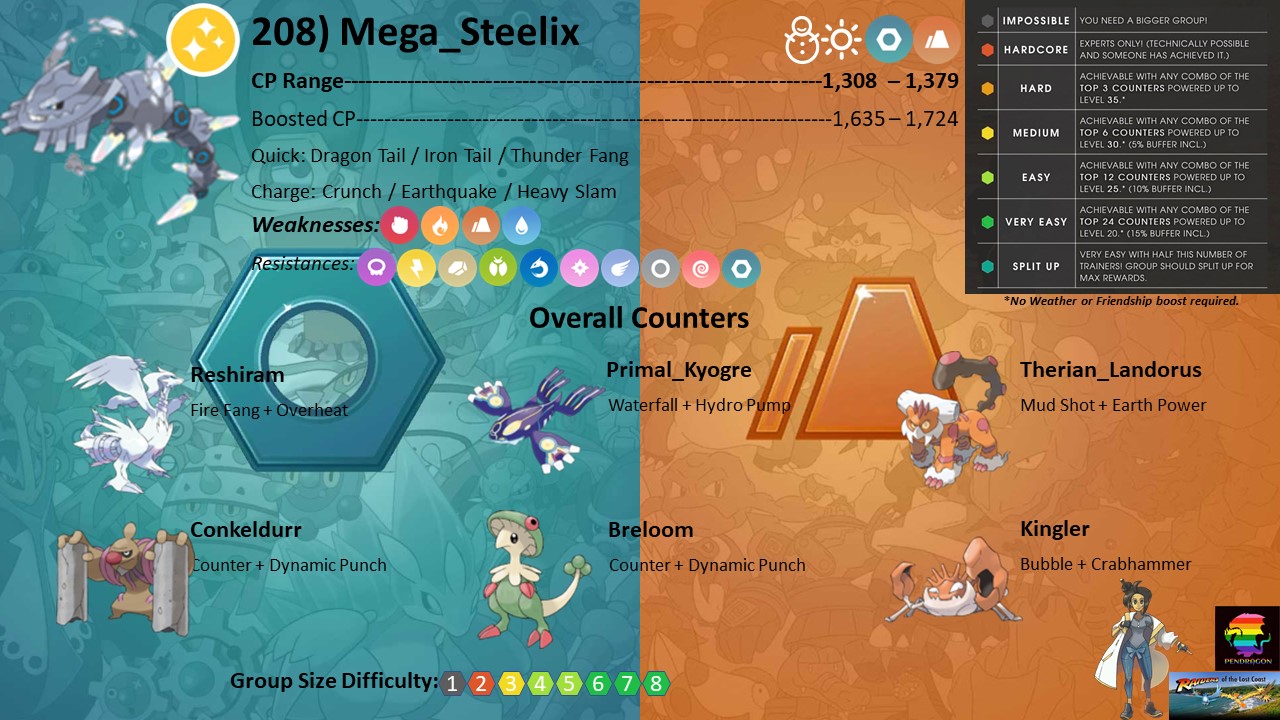 208) Mega_Steelix
CP Range--------------------------------------------------------------------1,308 – 1,379
Boosted CP--------------------------------------------------------------------1,635 – 1,724
Quick: Dragon Tail / Iron Tail / Thunder Fang
Charge: Crunch / Earthquake / Heavy Slam
Weaknesses:
Resistances:
IMPOSSIBLE YOU NEED A BIGGER GROUP!
HARDCORE EXPERTS ONLY! (TECHNICALLY POSSIBLE
AND SOMEONE HAS ACHIEVED IT.)
HARD ACHIEVABLE WITH ANY COMBO OF THE
TOP 3 COUNTERS POWERED UP TO
LEVEL 35.*
MEDIUM ACHIEVABLE WITH ANY COMBO OF THE
TOP 6 COUNTERS POWERED UP TO
LEVEL 30.* (5% BUFFER INCL.)
EASY ACHIEVABLE WITH ANY COMBO OF THE
TOP 12 COUNTERS POWERED UP TO
LEVEL 25.* (10% BUFFER INCL.)
VERY EASY ACHIEVABLE WITH ANY COMBO OF THE
TOP 24 COUNTERS POWERED UP TO
LEVEL 20.* (15% BUFFER INCL.)
SPLIT UP VERY EASY WITH HALF THIS NUMBER OF
TRAINERS! GROUP SHOULD SPLIT UP FOR
MAX REWARDS.
*No Weather or Friendship boost required.
Overall Counters
Reshiram
Fire Fang + Overheat
Primal_Kyogre
Waterfall + Hydro Pump
Therian_Landorus
Mud Shot + Earth Power
Conkeldurr
Counter + Dynamic Punch
Breloom
Counter + Dynamic Punch
Kingler
Bubble + Crabhammer
Group Size Difficulty: 1 2 3 4 5 6 7 8
PENDRAGON
RAIDERS of the Lost Coast